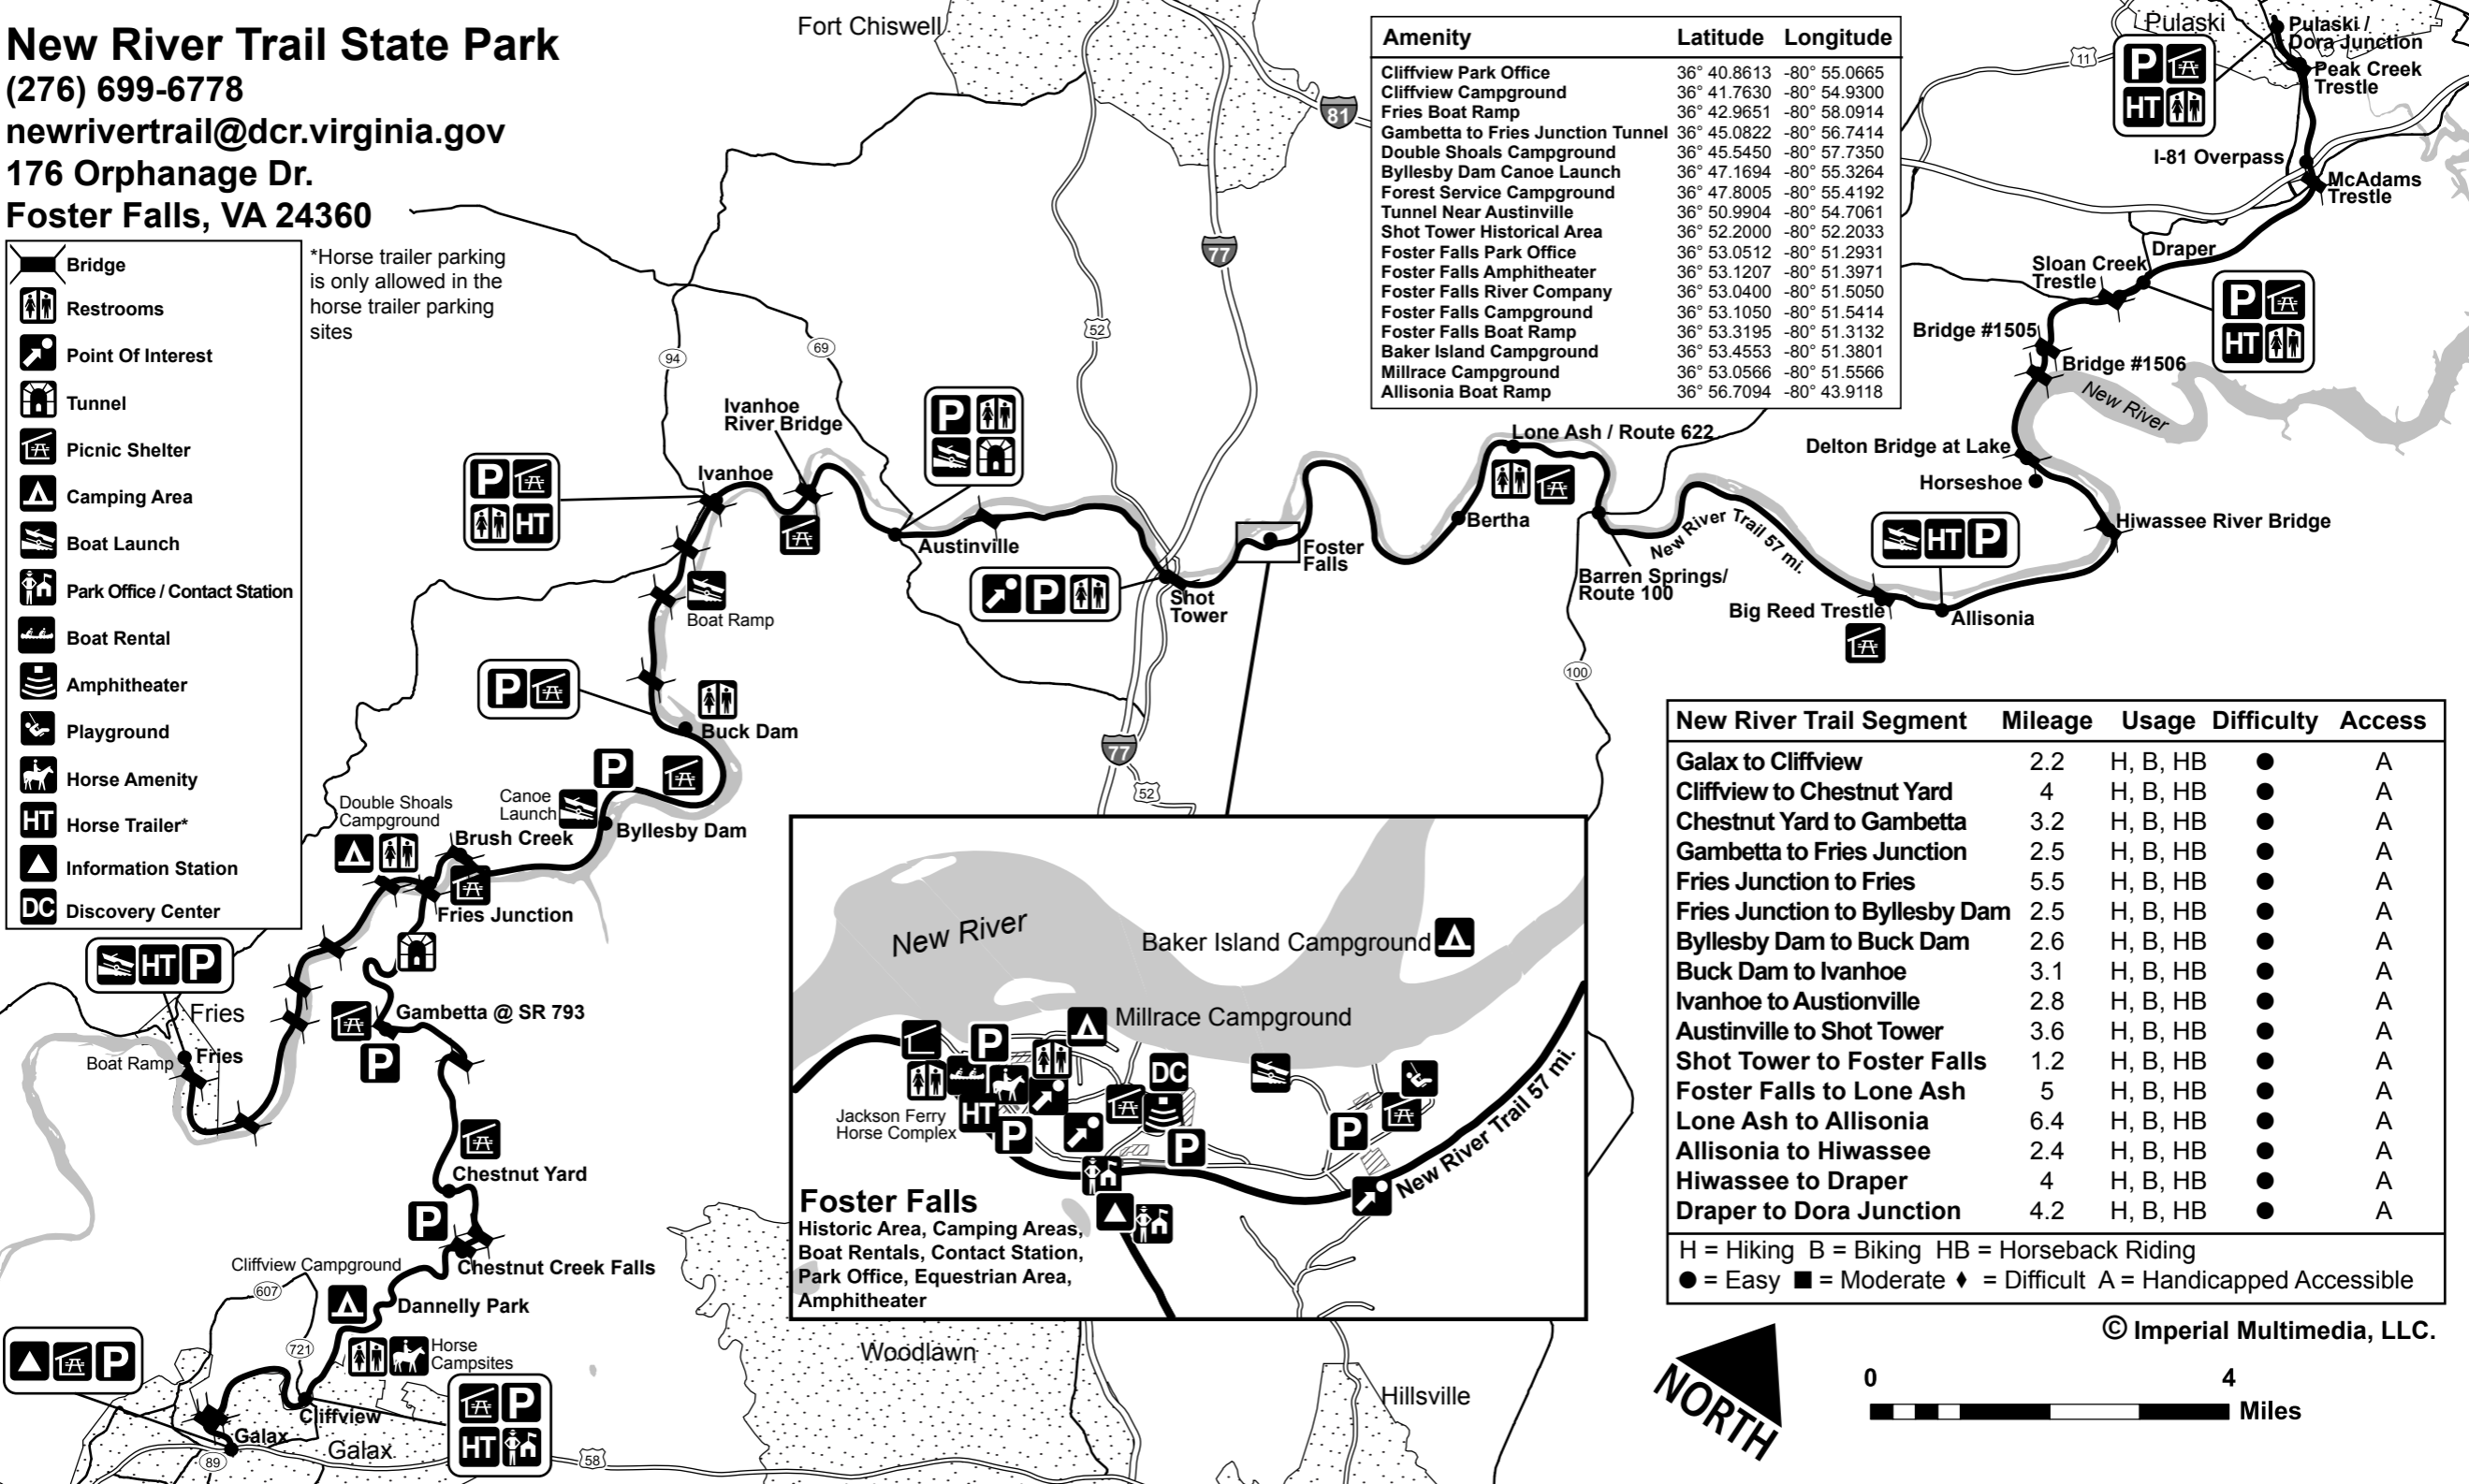 New River Trail State Park
(276) 699-6778
newrivertrail@dcr.virginia.gov
176 Orphanage Dr.
Foster Falls, VA 24360
Bridge
Restrooms
Point Of Interest
Tunnel
Picnic Shelter
Camping Area
Boat Launch
Park Office / Contact Station
Boat Rental
Amphitheater
Playground
Horse Amenity
HT Horse Trailer*
Information Station
DC Discovery Center
*Horse trailer parking
is only allowed in the
horse trailer parking
sites
Fort Chiswell
81
77
52
94
69
Amenity Latitude Longitude
Cliffview Park Office 36° 40.8613 -80° 55.0665
Cliffview Campground 36° 41.7630 -80° 54.9300
Fries Boat Ramp 36° 42.9651 -80° 58.0914
Gambetta to Fries Junction Tunnel 36° 45.0822 -80° 56.7414
Double Shoals Campground 36° 45.5450 -80° 57.7350
Byllesby Dam Canoe Launch 36° 47.1694 -80° 55.3264
Forest Service Campground 36° 47.8005 -80° 55.4192
Tunnel Near Austinville 36° 50.9904 -80° 54.7061
Shot Tower Historical Area 36° 52.2000 -80° 52.2033
Foster Falls Park Office 36° 53.0512 -80° 51.2931
Foster Falls Amphitheater 36° 53.1207 -80° 51.3971
Foster Falls River Company 36° 53.0400 -80° 51.5050
Foster Falls Campground 36° 53.1050 -80° 51.5414
Foster Falls Boat Ramp 36° 53.3195 -80° 51.3132
Baker Island Campground 36° 53.4553 -80° 51.3801
Millrace Campground 36° 53.0566 -80° 51.5566
Allisonia Boat Ramp 36° 56.7094 -80° 43.9118
Pulaski
Pulaski /
Dora Junction
11
P
HT
Peak Creek
Trestle
I-81 Overpass
McAdams
Trestle
Draper
Sloan Creek
Trestle
P
HT
Bridge #1505
Bridge #1506
New River
Delton Bridge at Lake
Horseshoe
Hiwassee River Bridge
HT P
Allisonia
Big Reed Trestle
New River Trail 57 mi.
Barren Springs/
Route 100
100
Lone Ash / Route 622
Bertha
Foster
Falls
Shot
Tower
P
Austinville
P
Ivanhoe
River Bridge
Ivanhoe
P
HT
Boat Ramp
P
Buck Dam
P
Canoe
Launch
Byllesby Dam
Double Shoals
Campground
Brush Creek
Fries Junction
HT P
Fries
Boat Ramp
Fries
Gambetta @ SR 793
P
Chestnut Yard
P
Chestnut Creek Falls
Cliffview Campground
607
Dannelly Park
721
Horse
Campsites
P
Cliffview
P
HT
Galax
Galax
89
58
77
52
New River
Baker Island Campground
Millrace Campground
P
DC
HT
P
P
P
Jackson Ferry
Horse Complex
New River Trail 57 mi.
Foster Falls
Historic Area, Camping Areas,
Boat Rentals, Contact Station,
Park Office, Equestrian Area,
Amphitheater
Woodlawn
Hillsville
New River Trail Segment Mileage Usage Difficulty Access
Galax to Cliffview 2.2 H, B, HB ● A
Cliffview to Chestnut Yard 4 H, B, HB ● A
Chestnut Yard to Gambetta 3.2 H, B, HB ● A
Gambetta to Fries Junction 2.5 H, B, HB ● A
Fries Junction to Fries 5.5 H, B, HB ● A
Fries Junction to Byllesby Dam 2.5 H, B, HB ● A
Byllesby Dam to Buck Dam 2.6 H, B, HB ● A
Buck Dam to Ivanhoe 3.1 H, B, HB ● A
Ivanhoe to Austionville 2.8 H, B, HB ● A
Austinville to Shot Tower 3.6 H, B, HB ● A
Shot Tower to Foster Falls 1.2 H, B, HB ● A
Foster Falls to Lone Ash 5 H, B, HB ● A
Lone Ash to Allisonia 6.4 H, B, HB ● A
Allisonia to Hiwassee 2.4 H, B, HB ● A
Hiwassee to Draper 4 H, B, HB ● A
Draper to Dora Junction 4.2 H, B, HB ● A
H = Hiking B = Biking HB = Horseback Riding
● = Easy ■ = Moderate ♦ = Difficult A = Handicapped Accessible
© Imperial Multimedia, LLC.
NORTH
0 4
Miles